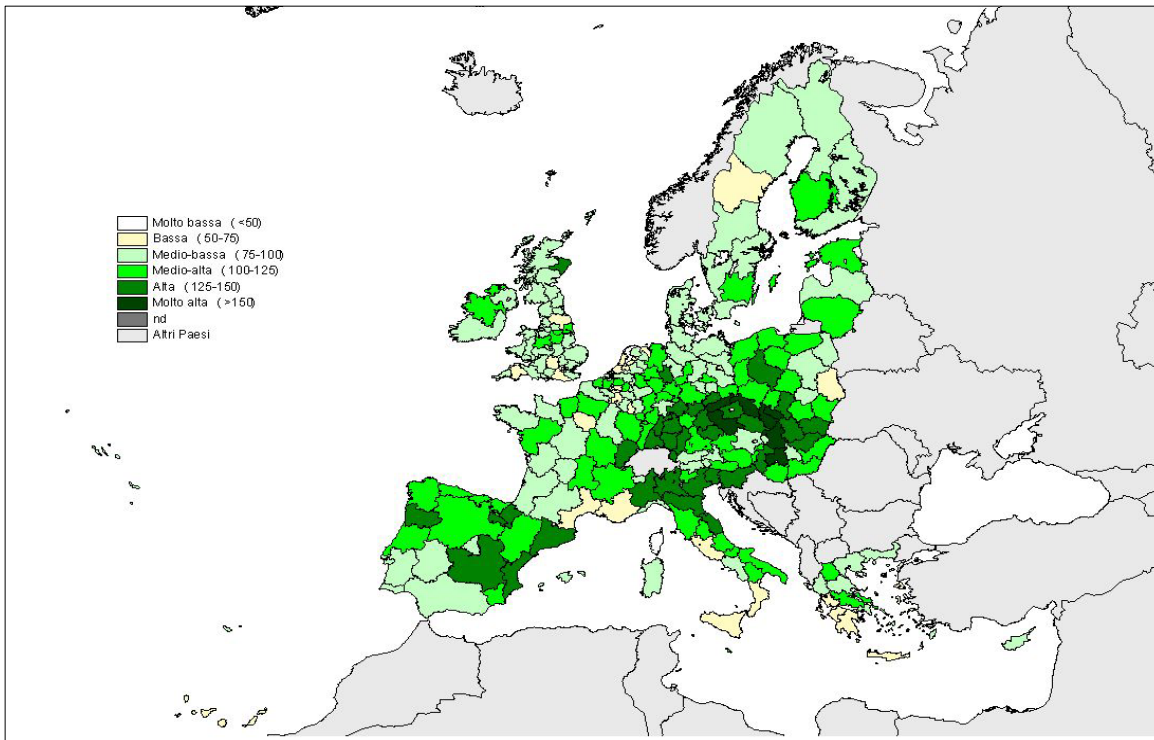 Molto bassa (<50)
Bassa (50-75)
Medio-bassa (75-100)
Medio-alta (100-125)
Alta (125-150)
Molto alta (>150)
nd
Altri Paesi